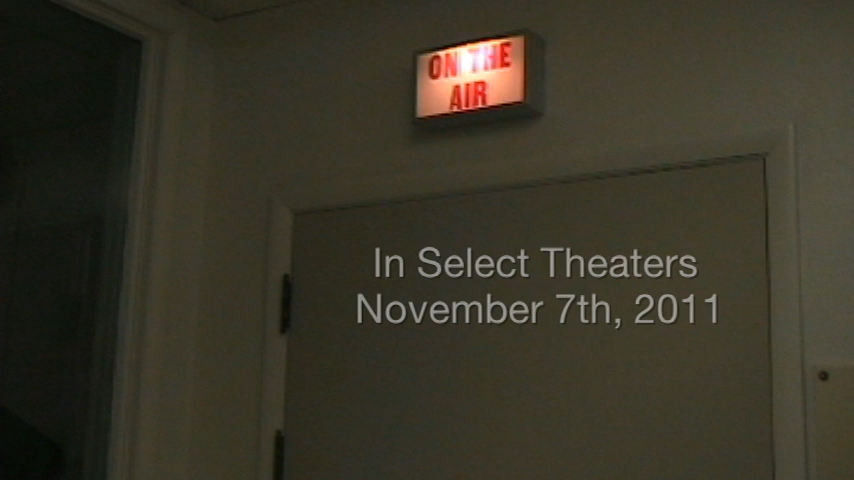 ON THE
AIR
In Select Theaters
November 7th, 2011